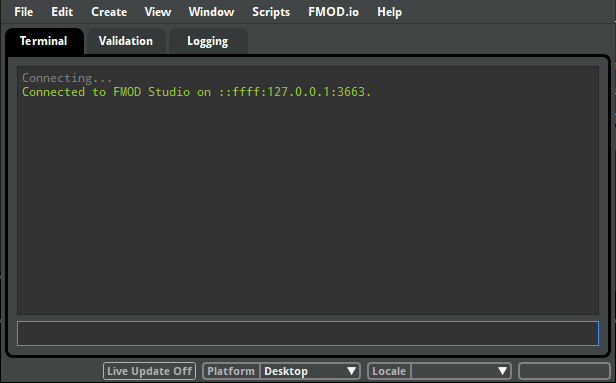 File Edit Create View Window Scripts FMOD.io Help
Terminal Validation Logging
Connecting...
Connected to FMOD Studio on ::ffff:127.0.0.1:3663.
Live Update Off Platform Desktop Locale